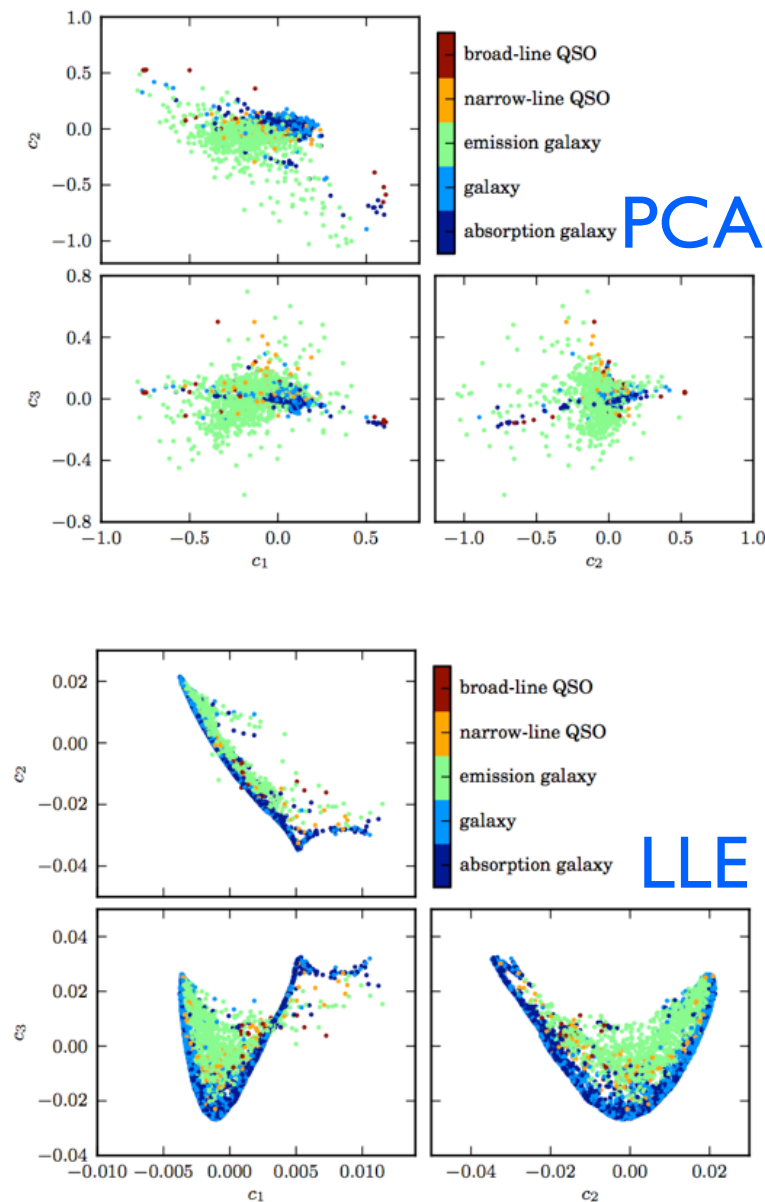 1.0
0.5
0.0
−0.5
−1.0
c₂
broad-line QSO
narrow-line QSO
emission galaxy
galaxy
absorption galaxy
PCA
0.8
0.4
0.0
−0.4
−0.8
c₃
−1.0 −0.5 0.0 0.5
c₁
−1.0 −0.5 0.0 0.5 1.0
c₂
0.02
0.00
−0.02
−0.04
c₂
broad-line QSO
narrow-line QSO
emission galaxy
galaxy
absorption galaxy
LLE
0.04
0.02
0.00
−0.02
−0.04
c₃
−0.010 −0.005 0.000 0.005 0.010
c₁
−0.04 −0.02 0.00 0.02
c₂